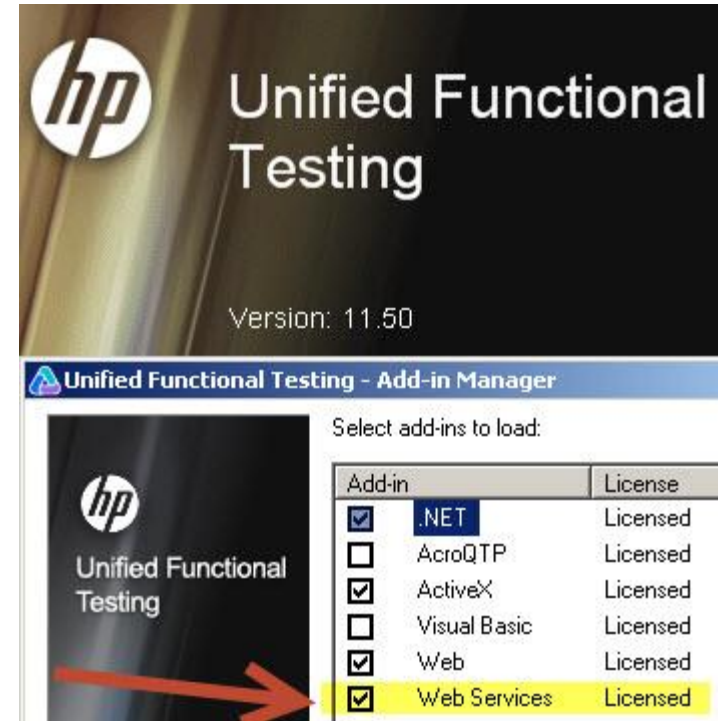 hp
Unified Functional
Testing
Version: 11.50
Unified Functional Testing - Add-in Manager
Select add-ins to load:
hp
Unified Functional
Testing
Add-in License
.NET Licensed
AcroQTP Licensed
ActiveX Licensed
Visual Basic Licensed
Web Licensed
Web Services Licensed